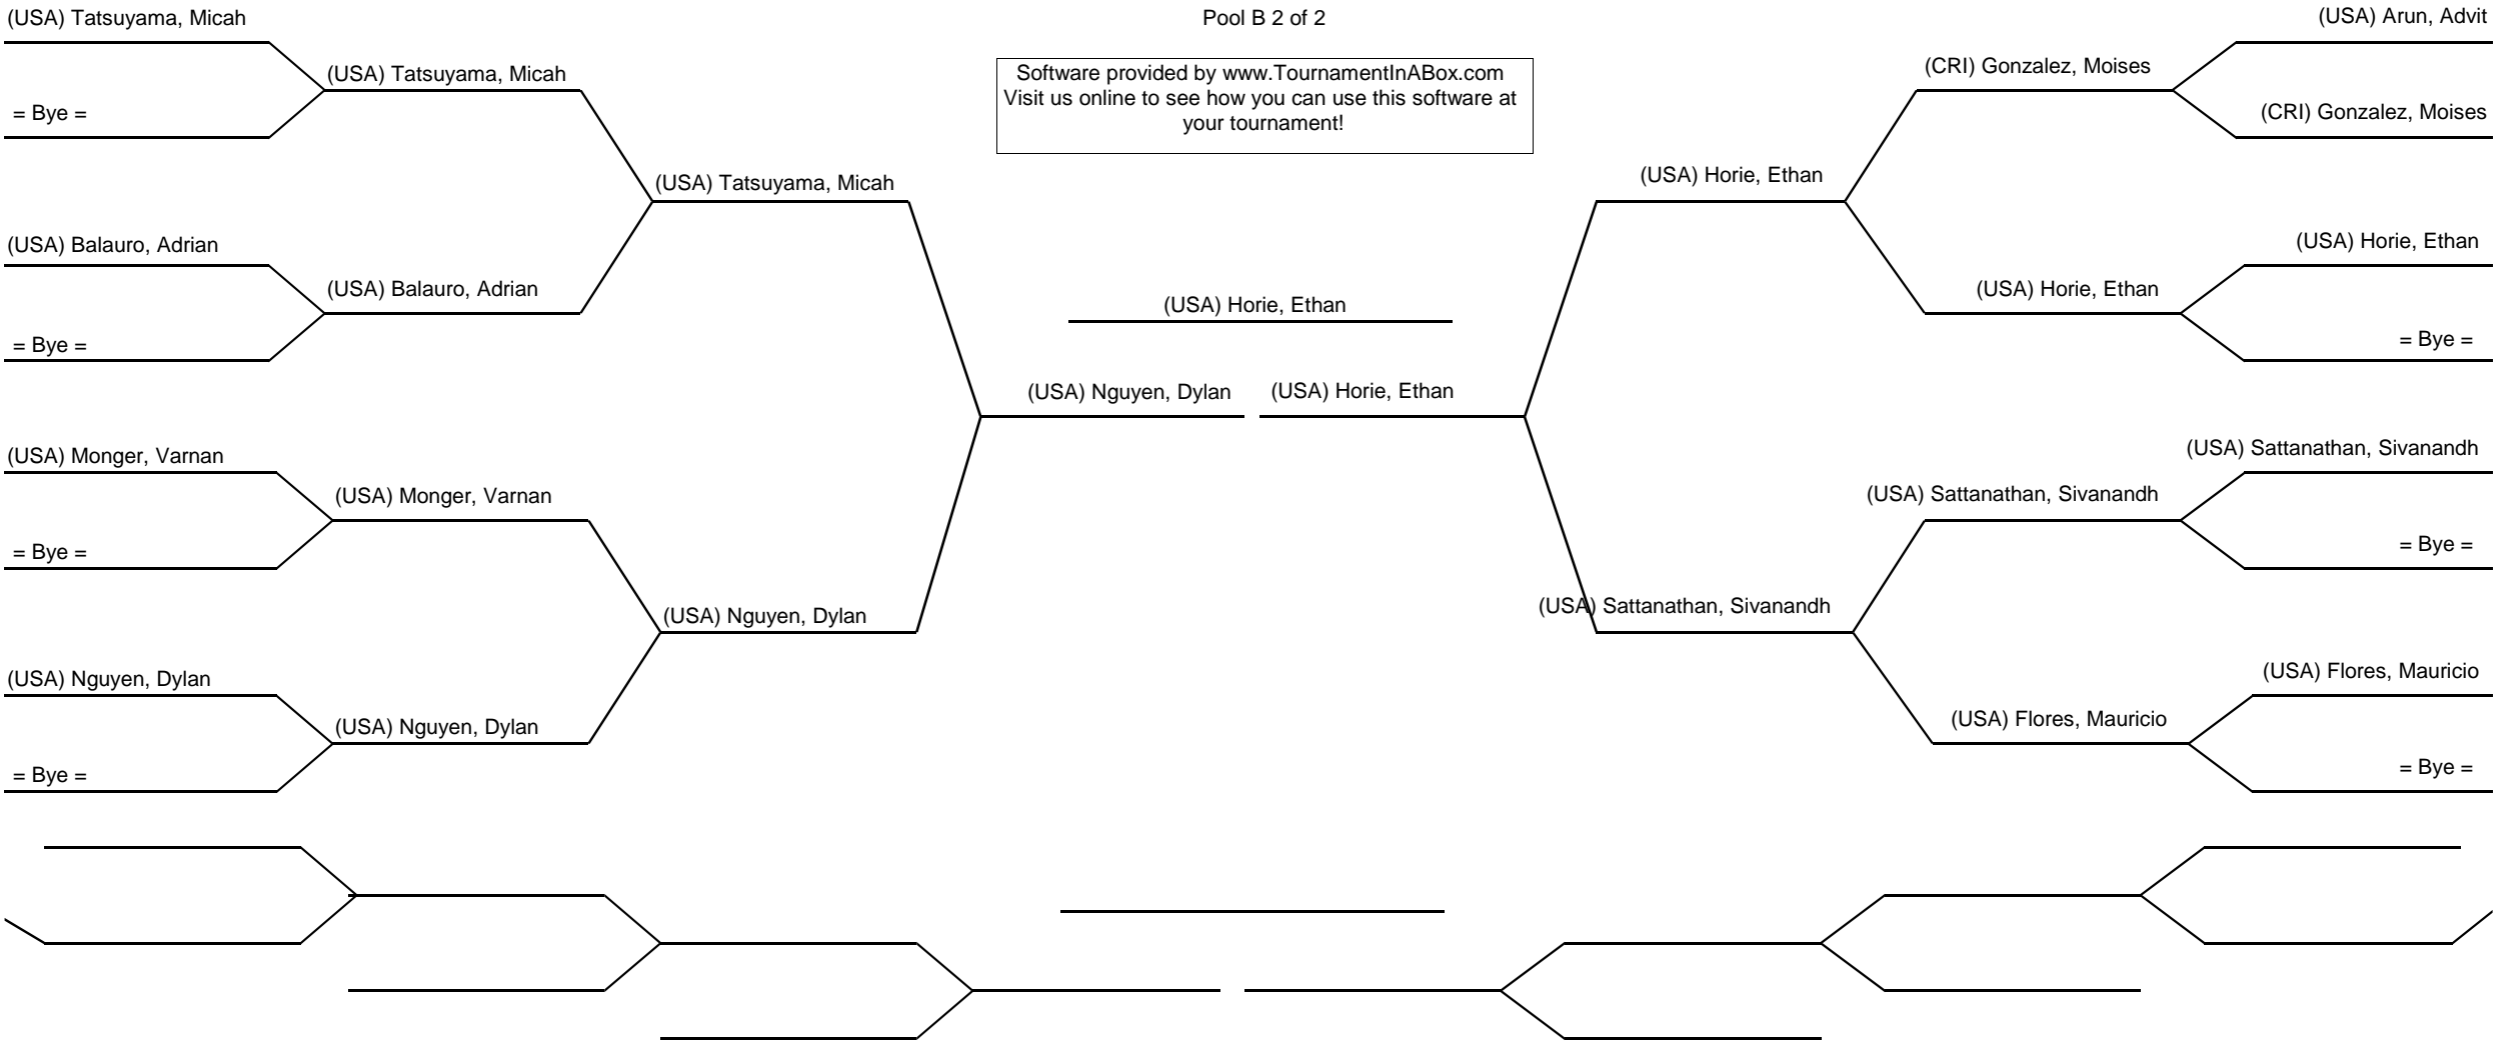 (USA) Tatsuyama, Micah
Pool B 2 of 2
(USA) Arun, Advit
(USA) Tatsuyama, Micah
Software provided by www.TournamentInABox.com
Visit us online to see how you can use this software at
your tournament!
(CRI) Gonzalez, Moises
= Bye =
(CRI) Gonzalez, Moises
(USA) Tatsuyama, Micah
(USA) Horie, Ethan
(USA) Balauro, Adrian
(USA) Horie, Ethan
(USA) Balauro, Adrian
(USA) Horie, Ethan
(USA) Horie, Ethan
= Bye =
= Bye =
(USA) Nguyen, Dylan
(USA) Horie, Ethan
(USA) Monger, Varnan
(USA) Sattanathan, Sivanandh
(USA) Monger, Varnan
(USA) Sattanathan, Sivanandh
= Bye =
= Bye =
(USA) Nguyen, Dylan
(USA) Sattanathan, Sivanandh
(USA) Nguyen, Dylan
(USA) Flores, Mauricio
(USA) Nguyen, Dylan
(USA) Flores, Mauricio
= Bye =
= Bye =